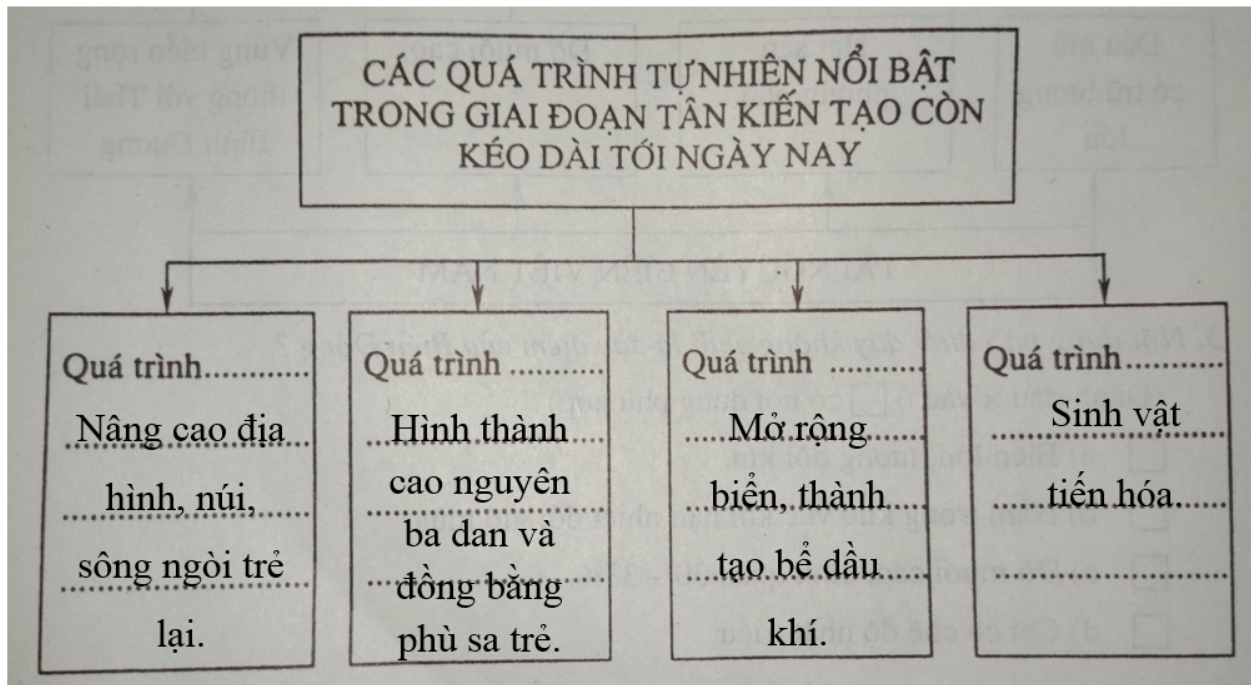 CÁC QUÁ TRÌNH TỰ NHIÊN NỔI BẬT
TRONG GIAI ĐOẠN TÂN KIẾN TẠO CÒN
KÉO DÀI TỚI NGÀY NAY
Quá trình...........
Nâng cao địa
hình, núi,
sông ngòi trẻ
lại.
Quá trình ..........
Hình thành
cao nguyên
ba dan và
đồng bằng
phù sa trẻ.
Quá trình ..........
Mở rộng
biển, thành
tạo bể dầu
khí.
Quá trình...........
Sinh vật
tiến hóa